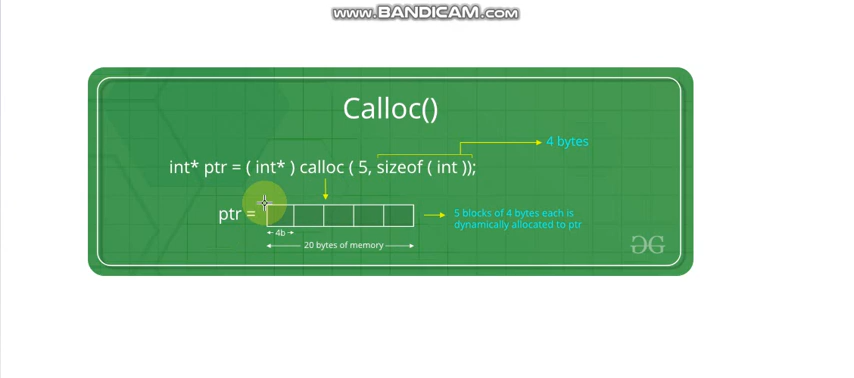 www.BANDICAM.com
Calloc()
4 bytes
int* ptr = ( int* ) calloc ( 5, sizeof ( int ));
ptr =
5 blocks of 4 bytes each is
dynamically allocated to ptr
4b
20 bytes of memory